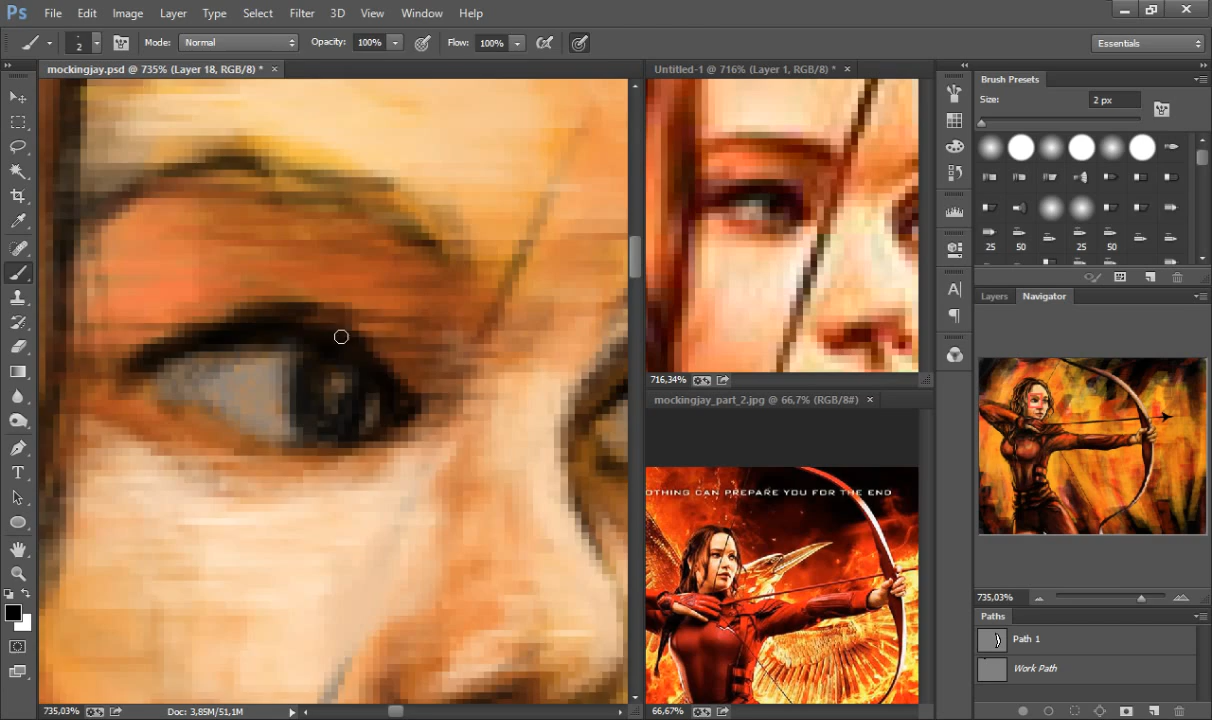 Ps File Edit Image Layer Type Select Filter 3D View Window Help
2 Mode: Normal Opacity: 100% Flow: 100% Essentials
mockingjay.psd @ 735% (Layer 18, RGB/8) *
Untitled-1 @ 716% (Layer 1, RGB/8) *
Brush Presets
Size: 2 px
25 50 25 50
Layers Navigator
716,34%
mockingjay_part_2.jpg @ 66,7% (RGB/8#)
OTHING CAN PREPARE YOU FOR THE END
735,03%
Paths
Path 1
Work Path
735,03% Doc: 3,85M/51,1M
66,67%